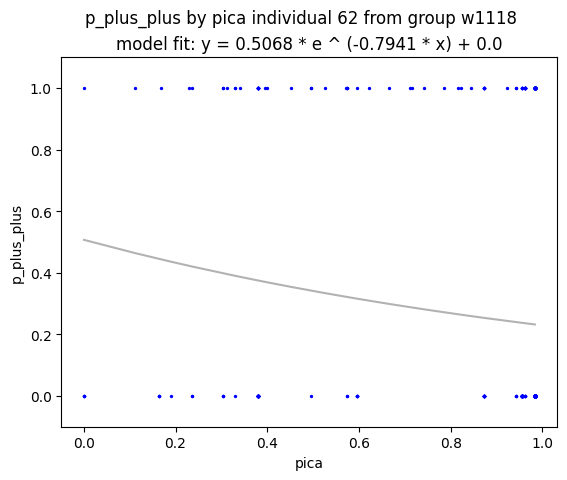 p_plus_plus by pica individual 62 from group w1118
model fit: y = 0.5068 * e ^ (-0.7941 * x) + 0.0
1.0
0.8
0.6
0.4
0.2
0.0
p_plus_plus
0.0 0.2 0.4 0.6 0.8 1.0
pica